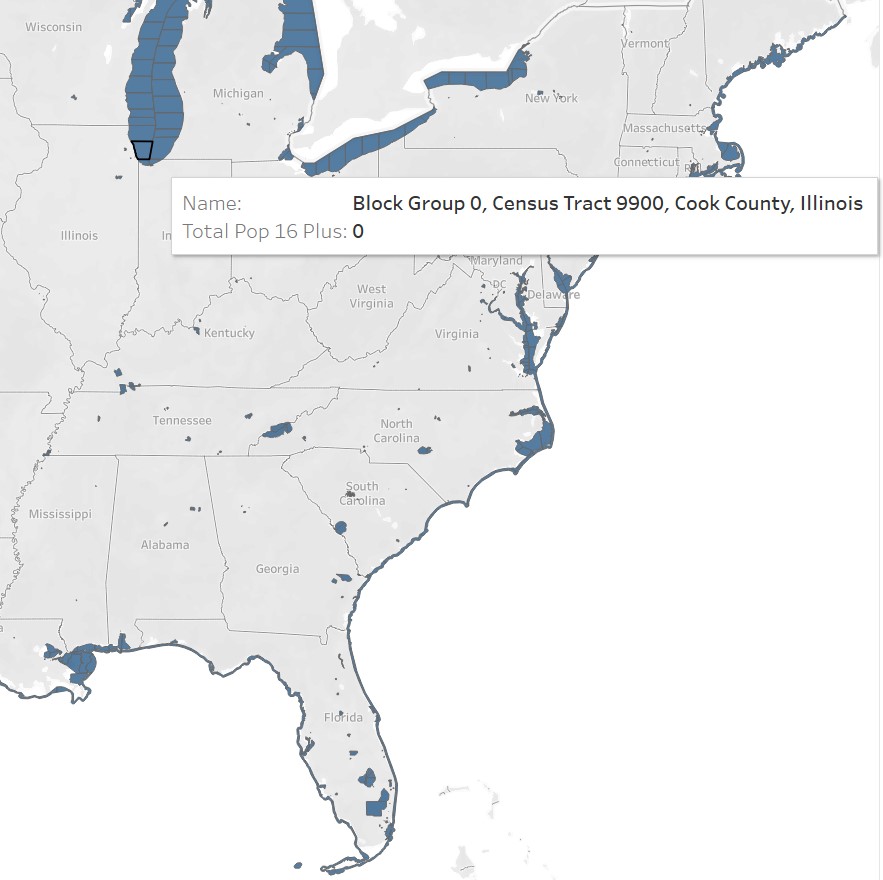 Wisconsin
Vermont
Michigan
New York
Massachusetts
Connecticut
Name: Block Group 0, Census Tract 9900, Cook County, Illinois
Total Pop 16 Plus: 0
Illinois
In
Maryland
DC
Delaware
West
Virginia
Kentucky
Virginia
Tennessee
North
Carolina
South
Carolina
Mississippi
Alabama
Georgia
a
Florida